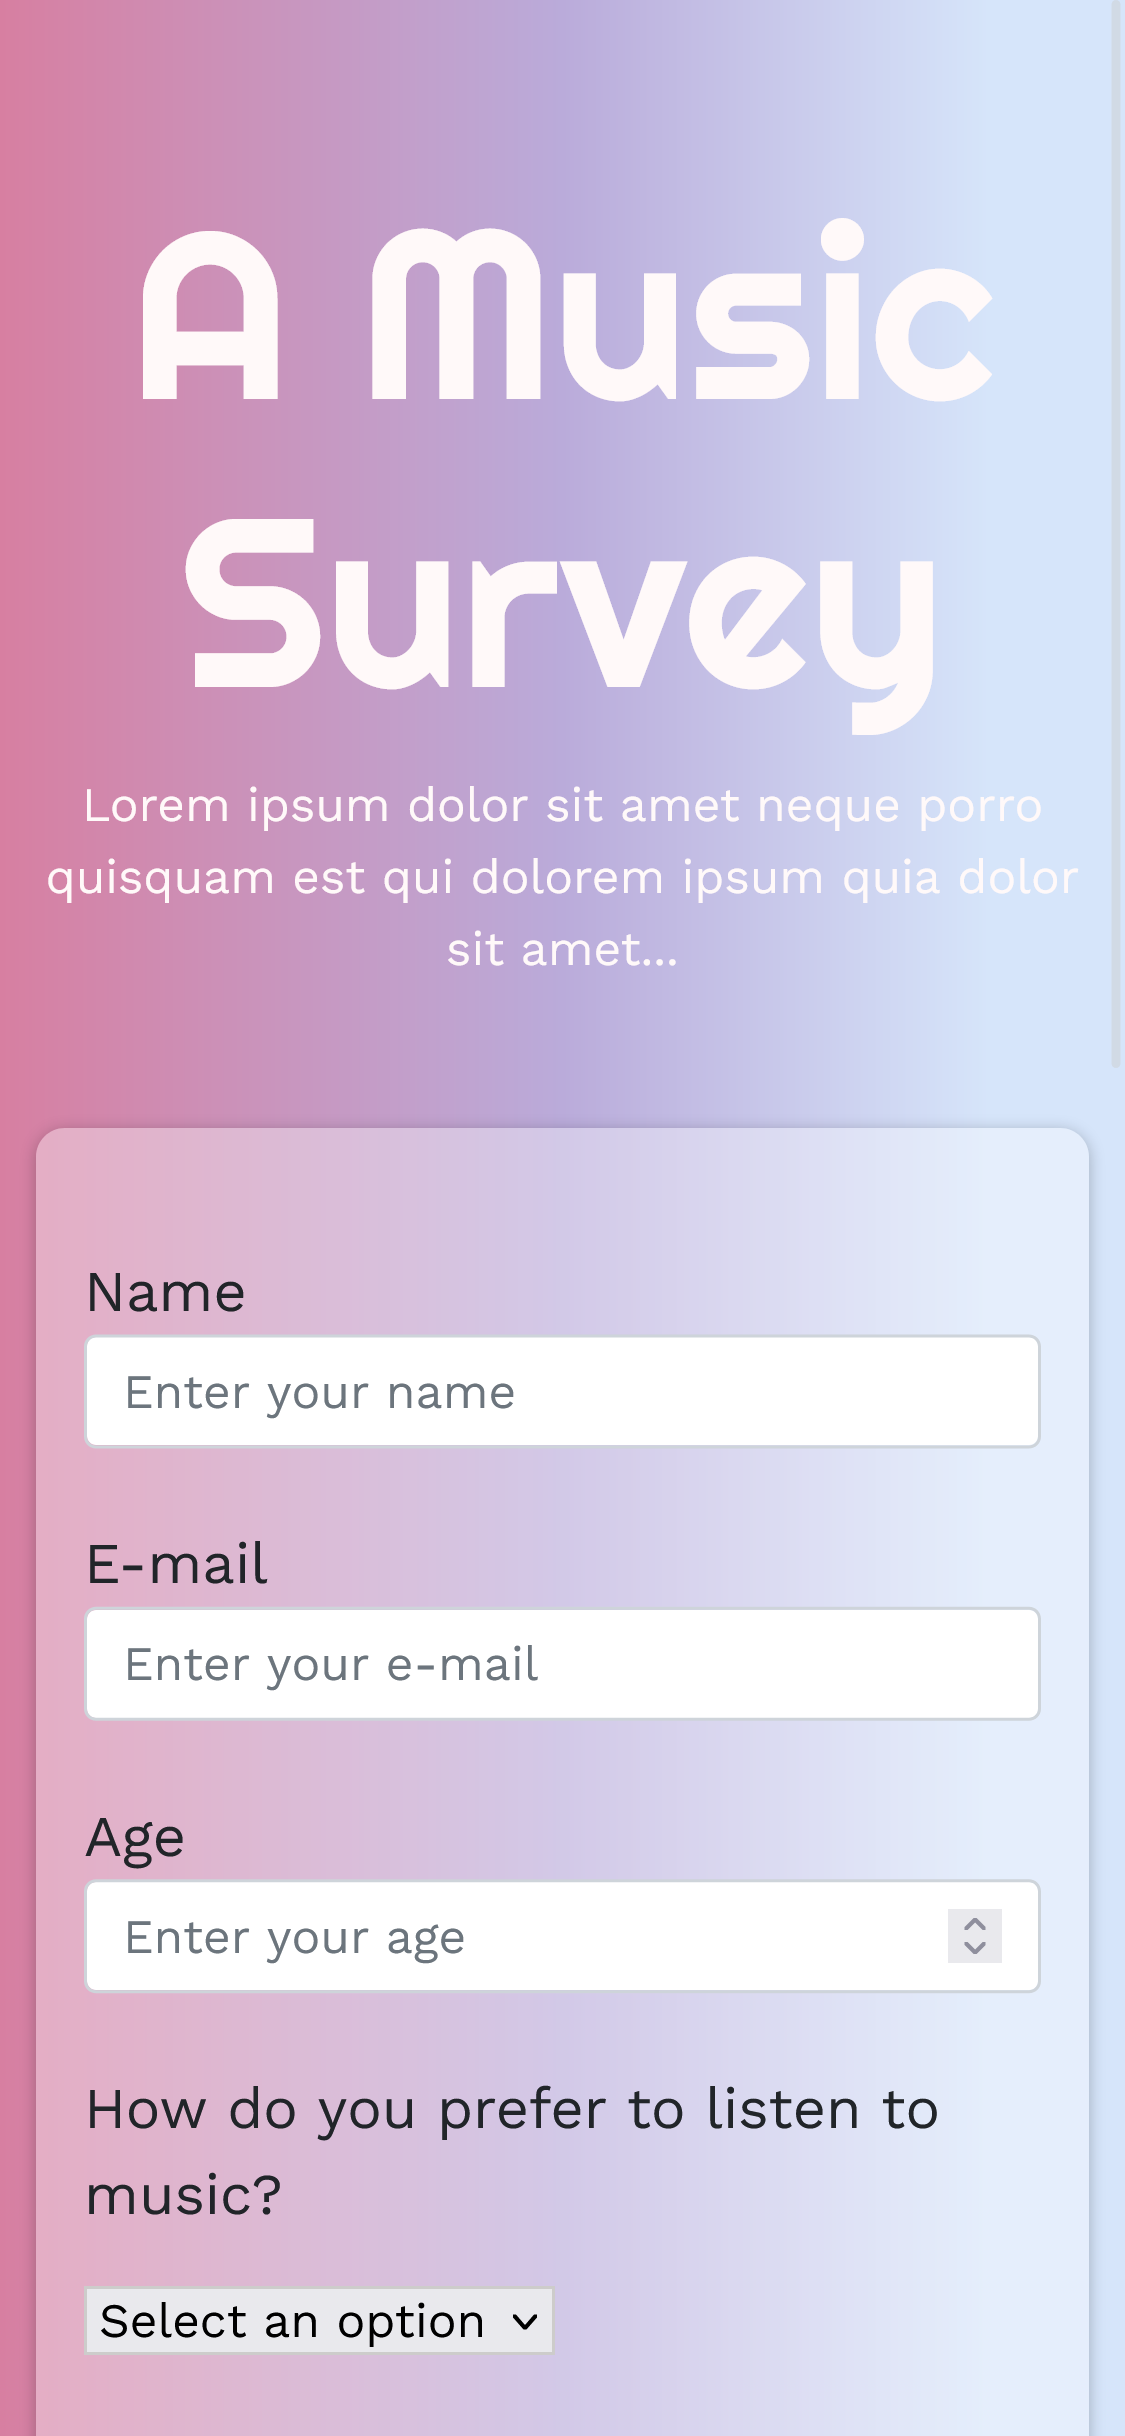 A Music
Survey
Lorem ipsum dolor sit amet neque porro
quisquam est qui dolorem ipsum quia dolor
sit amet...
Name
Enter your name
E-mail
Enter your e-mail
Age
Enter your age
How do you prefer to listen to
music?
Select an option